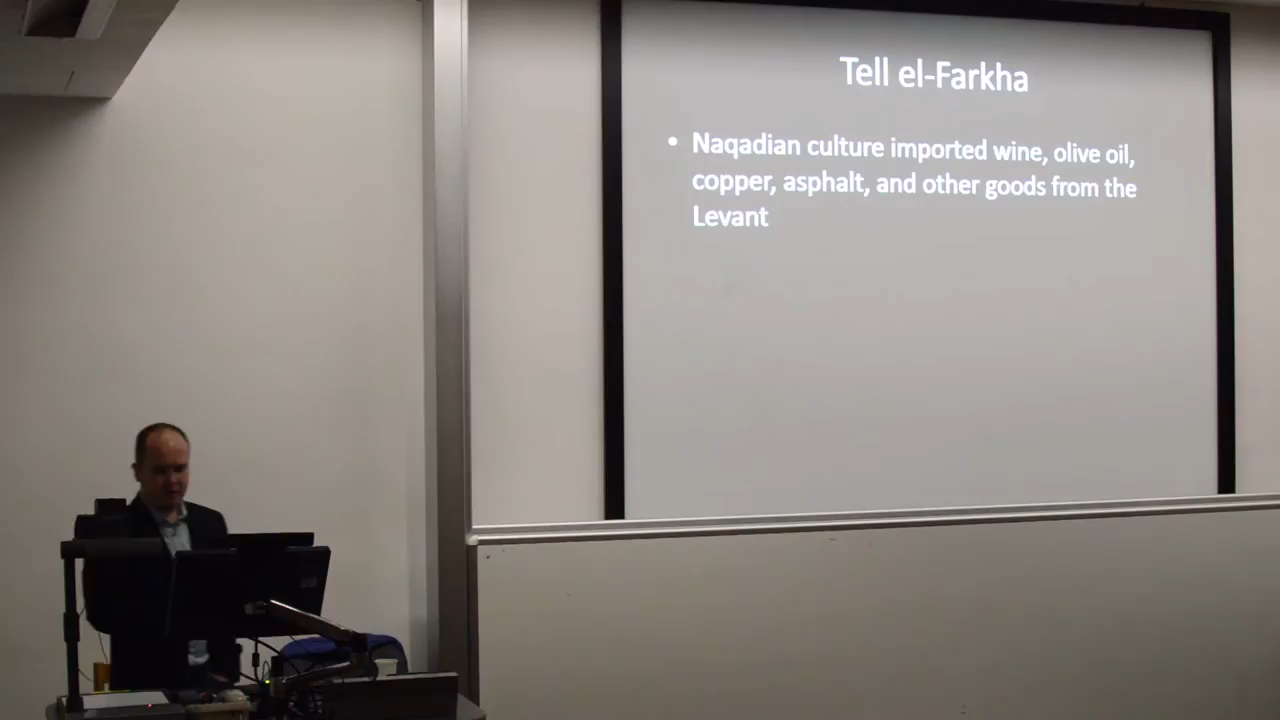 Tell el-Farkha
• Naqadian culture imported wine, olive oil,
copper, asphalt, and other goods from the
Levant